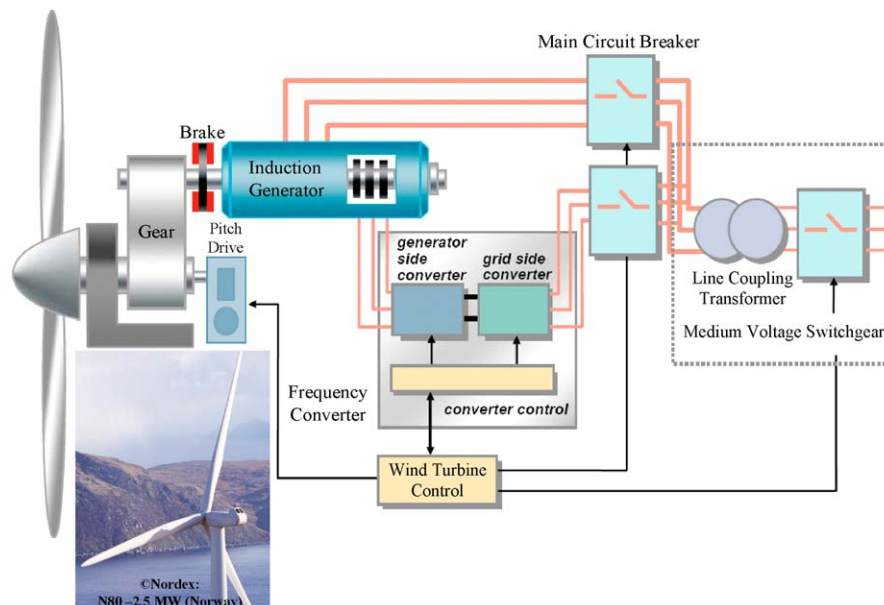 Main Circuit Breaker
Brake
Induction
Generator
Gear
Pitch
Drive
generator
side
converter
grid side
converter
Line Coupling
Transformer
Medium Voltage Switchgear
Frequency
Converter
converter control
Wind Turbine
Control
©Nordex:
N80 –2.5 MW (Norway)